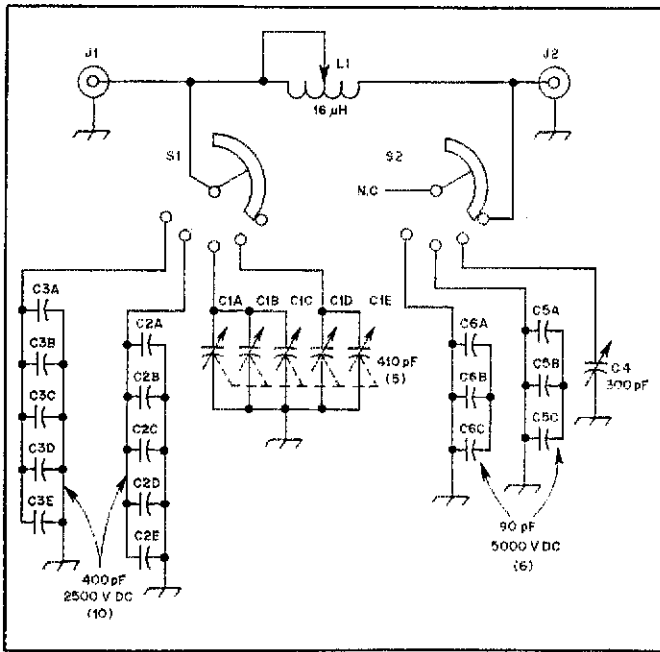 J1
L1
J2
16 μH
S1
S2
N.C
C3A
C3B
C3C
C3D
C3E
C2A
C2B
C2C
C2D
C2E
C1A
C1B
C1C
C1D
C1E
410 pF
(5)
C6A
C6B
C6C
C5A
C5B
C5C
C4
300 pF
400 pF
2500 V DC
(10)
90 pF
5000 V DC
(6)